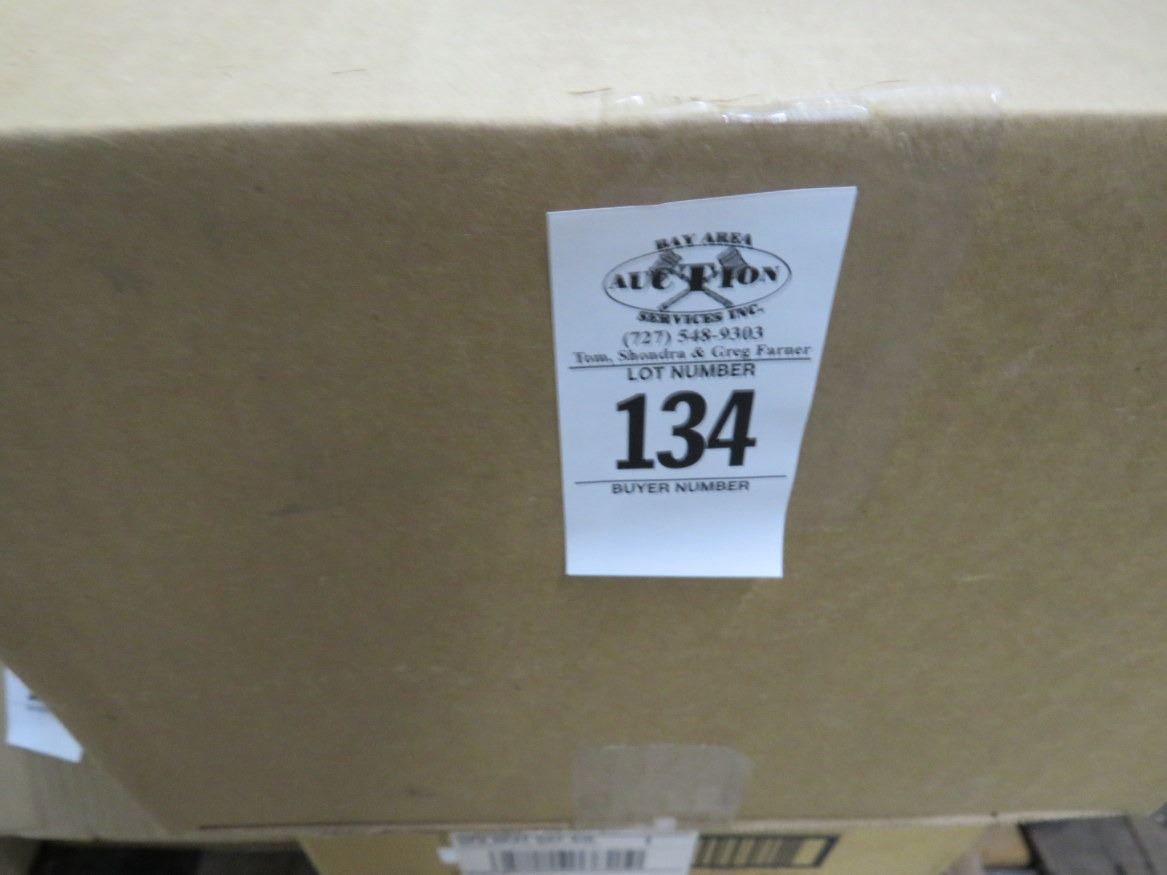 BAY AREA
AUCTION
SERVICES INC.
(727) 548-9303
Tom, Shondra & Greg Farner
LOT NUMBER
134
BUYER NUMBER